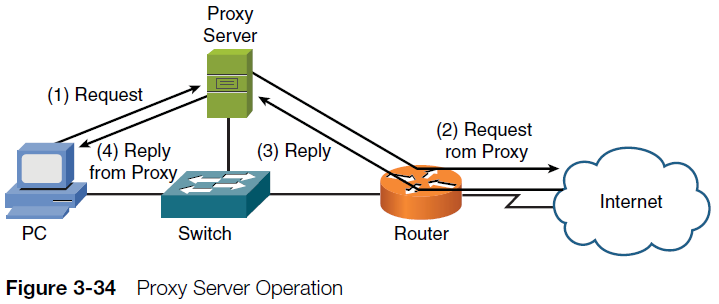 Proxy
Server
(1) Request
(4) Reply
from Proxy
(3) Reply
(2) Request
rom Proxy
Internet
PC
Switch
Router
Figure 3-34 Proxy Server Operation